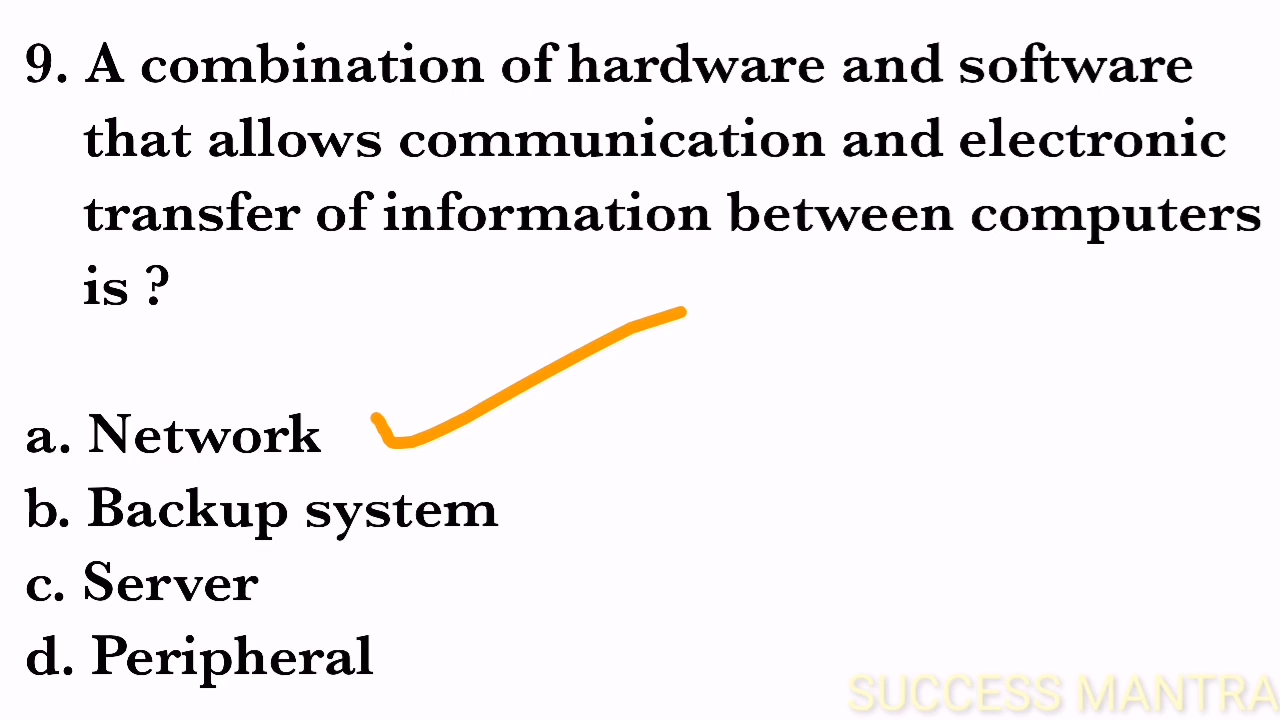 9. A combination of hardware and software
that allows communication and electronic
transfer of information between computers
is ?
a. Network
b. Backup system
c. Server
d. Peripheral
SUCCESS MANTRA